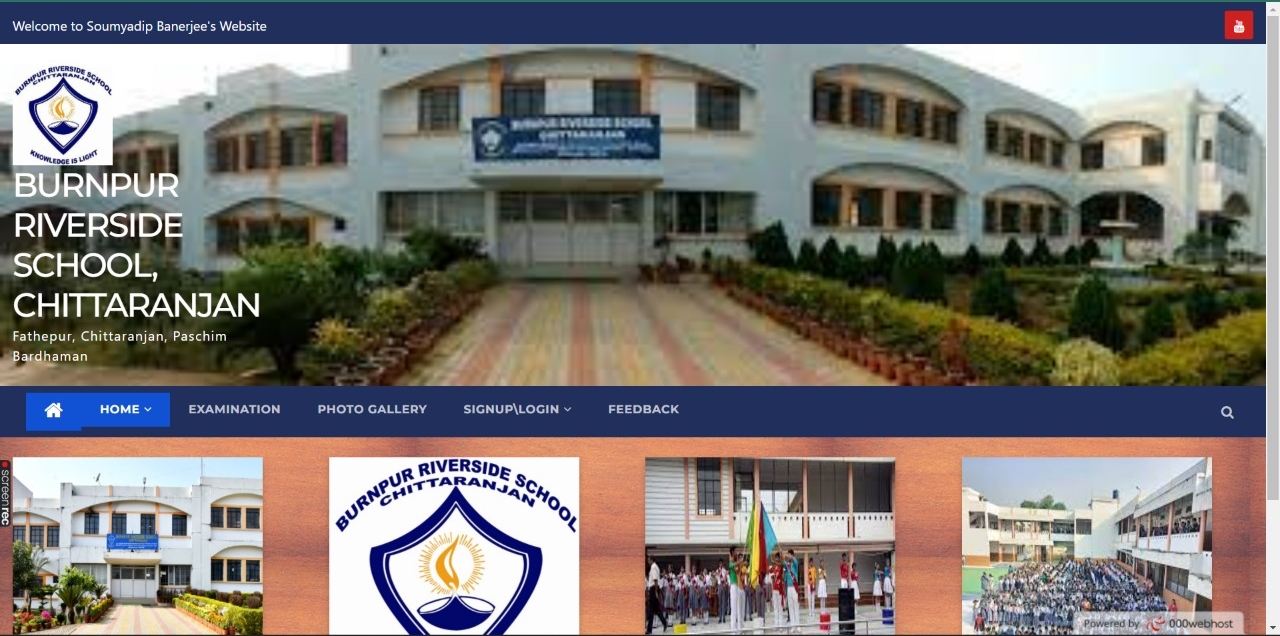 Welcome to Soumyadip Banerjee's Website
BURNPUR RIVERSIDE SCHOOL
CHITTARANJAN
KNOWLEDGE IS LIGHT
BURNPUR RIVERSIDE SCHOOL
CHITTARANJAN
BURNPUR
RIVERSIDE
SCHOOL,
CHITTARANJAN
Fathepur, Chittaranjan, Paschim
Bardhaman
HOME EXAMINATION PHOTO GALLERY SIGNUP\LOGIN FEEDBACK
screenrec
BURNPUR RIVERSIDE SCHOOL
CHITTARANJAN
Powered by 000webhost